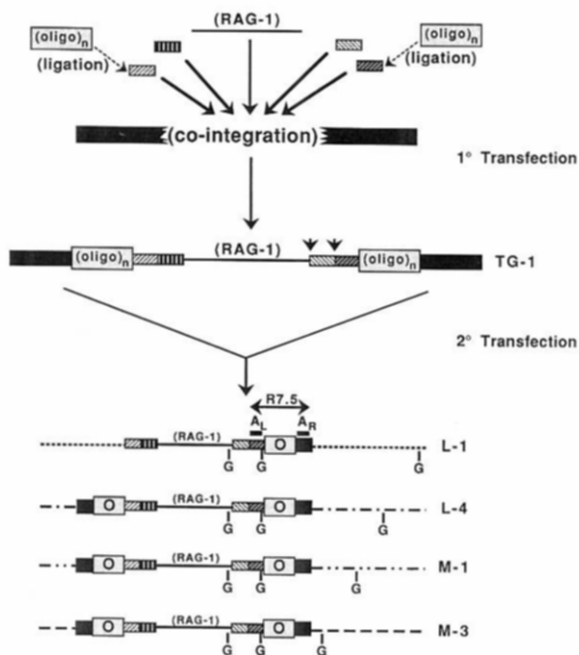 (RAG-1)
(oligo)n
(oligo)n
(ligation)
(ligation)
(co-integration)
1° Transfection
(oligo)n
(RAG-1)
(oligo)n
TG-1
2° Transfection
R7.5
AL
AR
(RAG-1)
O
L-1
G
G
G
O
(RAG-1)
O
L-4
G
G
G
O
(RAG-1)
O
M-1
G
G
G
O
(RAG-1)
O
M-3
G
G
G